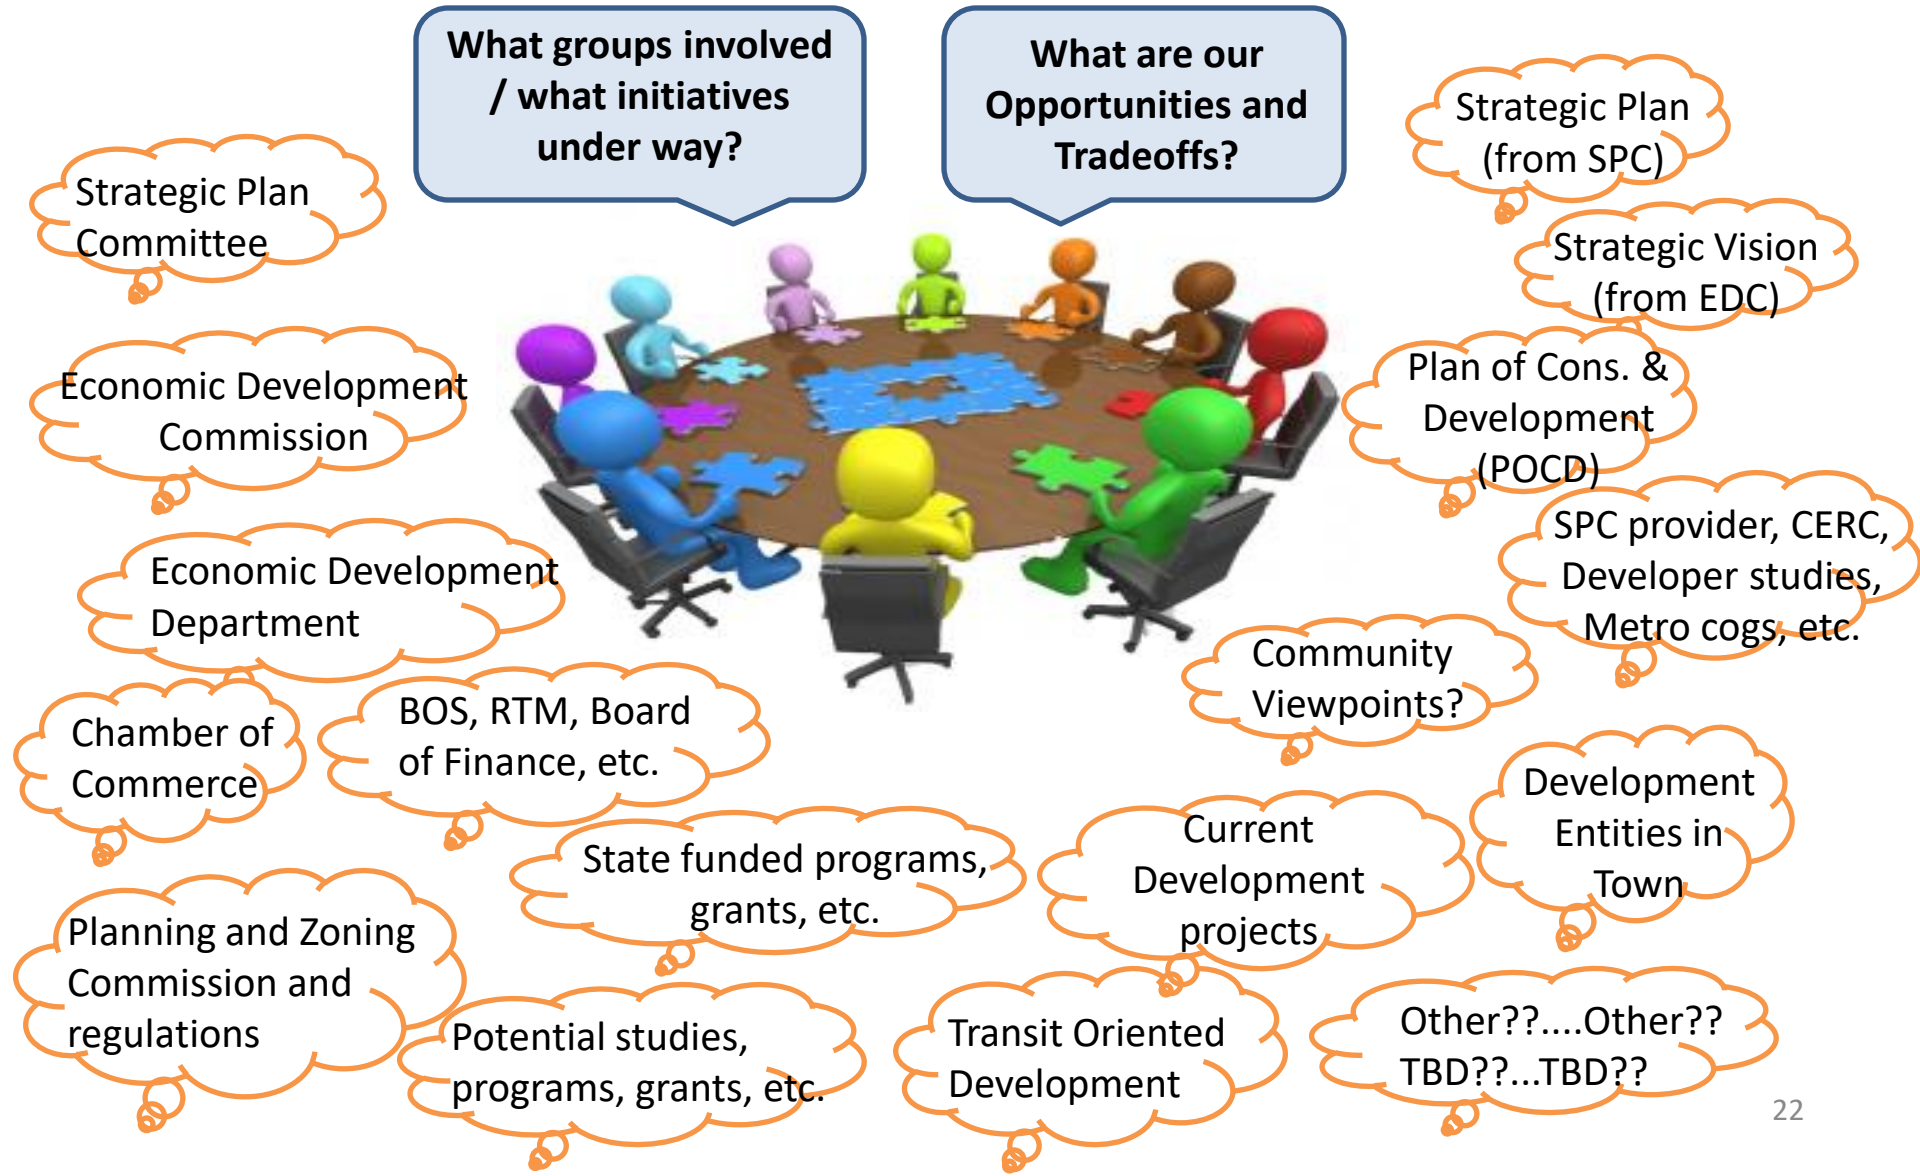 What groups involved
/ what initiatives
under way?
What are our
Opportunities and
Tradeoffs?
Strategic Plan
(from SPC)
Strategic Plan
Committee
Strategic Vision
(from EDC)
Economic Development
Commission
Plan of Cons. &
Development
(POCD)
SPC provider, CERC,
Developer studies,
Metro cogs, etc.
Economic Development
Department
Community
Viewpoints?
Chamber of
Commerce
BOS, RTM, Board
of Finance, etc.
Development
Entities in
Town
State funded programs,
grants, etc.
Current
Development
projects
Planning and Zoning
Commission and
regulations
Potential studies,
programs, grants, etc.
Transit Oriented
Development
Other??....Other??
TBD??...TBD??
22